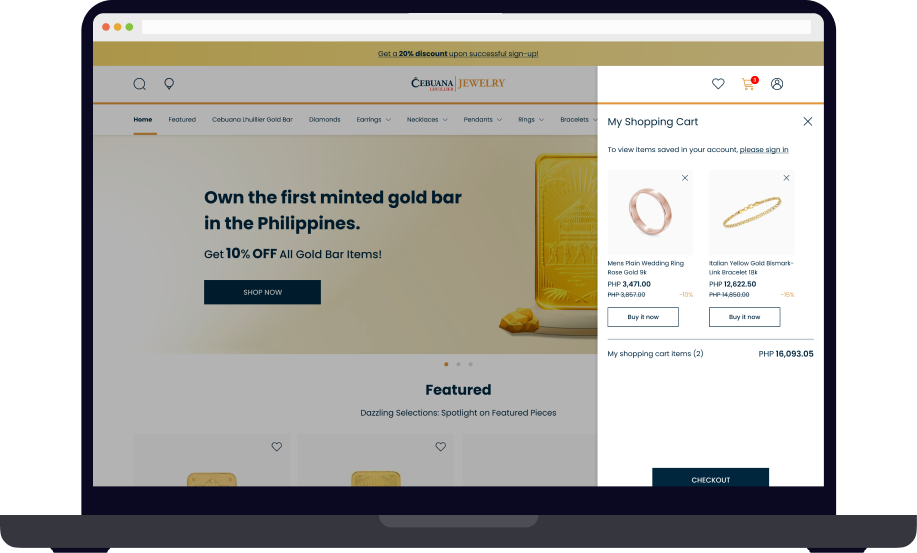 Get a 20% discount upon successful sign-up!
CEBUANA LHUILLIER JEWELRY
Home Featured Cebuana Lhuillier Gold Bar Diamonds Earrings Necklaces Pendants Rings Bracelets
Own the first minted gold bar
in the Philippines.
Get 10% OFF All Gold Bar Items!
SHOP NOW
Featured
Dazzling Selections: Spotlight on Featured Pieces
My Shopping Cart
To view items saved in your account, please sign in
Mens Plain Wedding Ring
Rose Gold 9k
PHP 3,471.00
PHP 3,857.00 -10%
Buy it now
Italian Yellow Gold Bismark-
Link Bracelet 18k
PHP 12,622.50
PHP 14,850.00 -15%
Buy it now
My shopping cart items (2) PHP 16,093.05
CHECKOUT